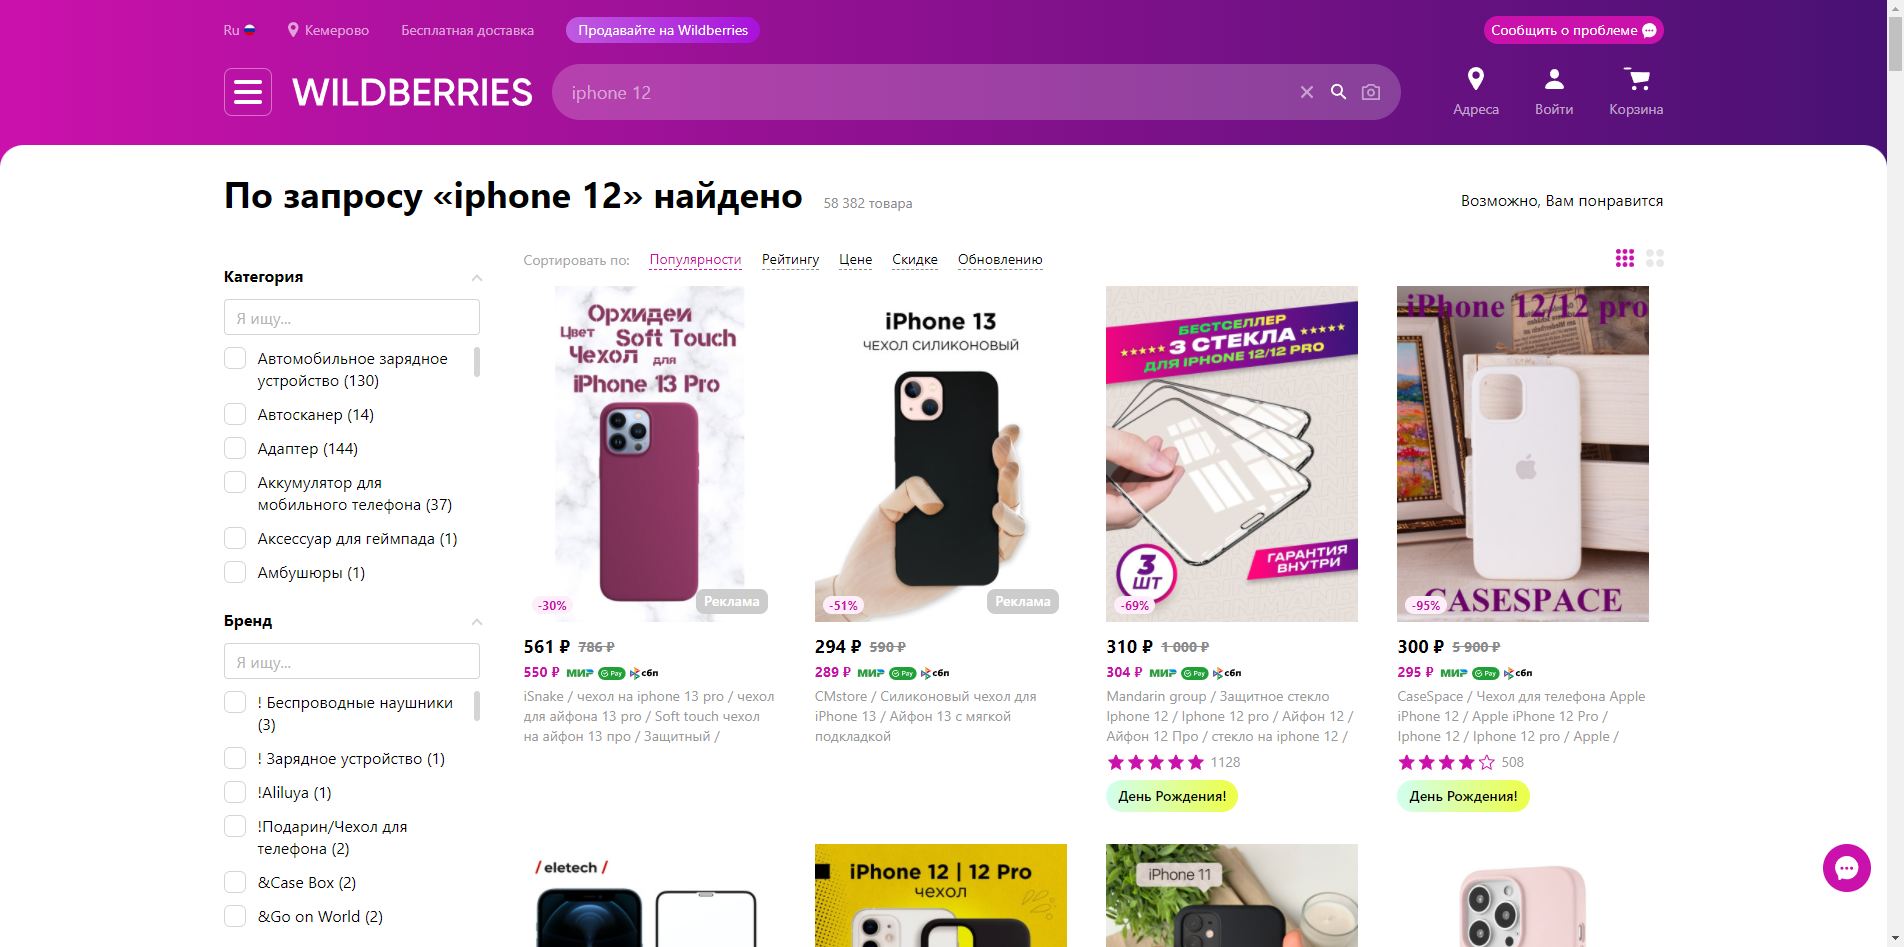 Ru
Кемерово
Бесплатная доставка
Продавайте на Wildberries
Сообщить о проблеме
WILDBERRIES
iphone 12
Адреса
Войти
Корзина
По запросу «iphone 12» найдено
58 382 товара
Возможно, Вам понравится
Сортировать по:
Популярности
Рейтингу
Цене
Скидке
Обновлению
Категория
Я ищу...
Автомобильное зарядное
устройство (130)
Автосканер (14)
Адаптер (144)
Аккумулятор для
мобильного телефона (37)
Аксессуар для геймпада (1)
Амбушюры (1)
Бренд
Я ищу...
! Беспроводные наушники
(3)
! Зарядное устройство (1)
!Aliluya (1)
!Подарин/Чехол для
телефона (2)
&Case Box (2)
&Go on World (2)
Орхидеи
Цвет Soft Touch
Чехол для
iPhone 13 Pro
-30%
Реклама
561 ₽ 786 ₽
550 ₽ МИР Pay сбп
iSnake / чехол на iphone 13 pro / чехол
для айфона 13 pro / Soft touch чехол
на айфон 13 про / Защитный /
iPhone 13
ЧЕХОЛ СИЛИКОНОВЫЙ
-51%
Реклама
294 ₽ 590 ₽
289 ₽ МИР Pay сбп
CMstore / Силиконовый чехол для
iPhone 13 / Айфон 13 с мягкой
подкладкой
БЕСТСЕЛЛЕР
3 СТЕКЛА
ДЛЯ IPHONE 12/12 PRO
3
ШТ
ГАРАНТИЯ
ВНУТРИ
-69%
310 ₽ 1 000 ₽
304 ₽ МИР Pay сбп
Mandarin group / Защитное стекло
Iphone 12 / Iphone 12 pro / Айфон 12 /
Айфон 12 Про / стекло на iphone 12 /
1128
День Рождения!
iPhone 12/12 pro
CASESPACE
-95%
300 ₽ 5 900 ₽
295 ₽ МИР Pay сбп
CaseSpace / Чехол для телефона Apple
iPhone 12 / Apple iPhone 12 Pro /
Iphone 12 / Iphone 12 pro / Apple /
508
День Рождения!
/ eletech /
iPhone 12 | 12 Pro
чехол
iPhone 11